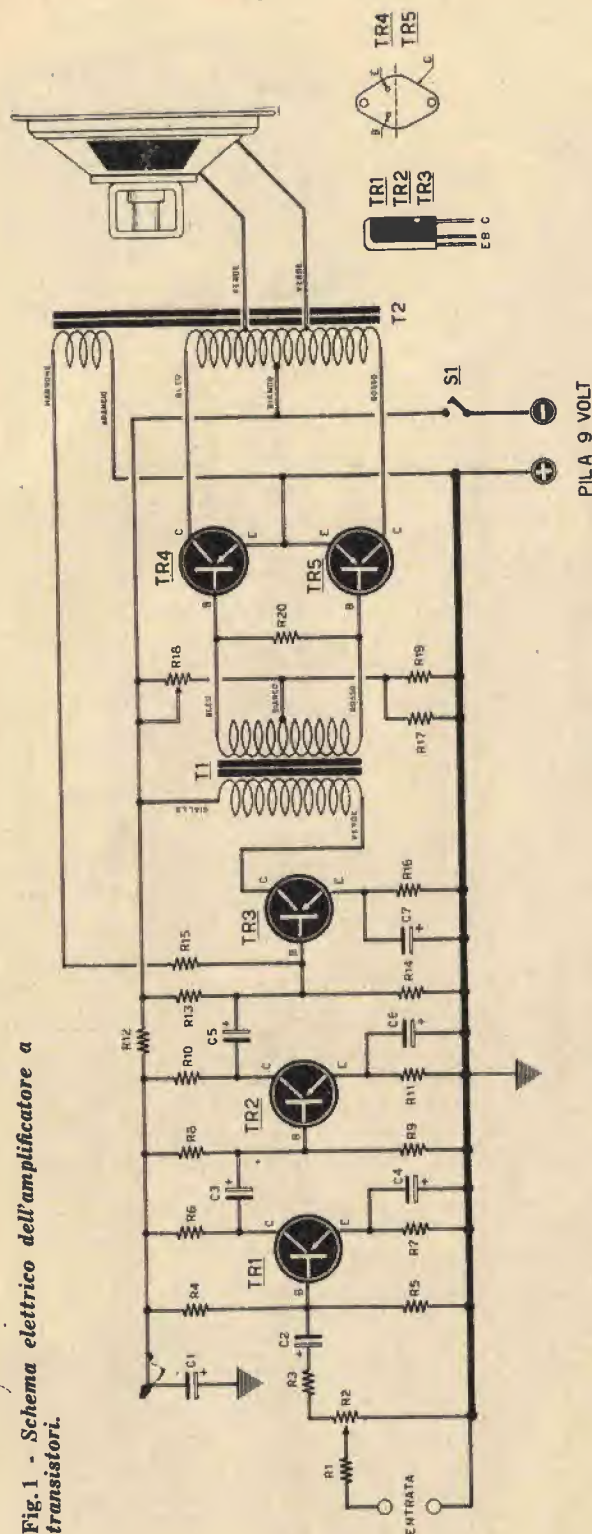 Fig. 1 - Schema elettrico dell'amplificatore a
transistori.
ENTRATA
R1
R2
R3
C2
C1
R4
R5
B
TR1
C
E
R6
R7
C3
C4
R8
R9
B
TR2
C
E
R10
R11
C5
C6
R12
R13
R14
R15
B
TR3
C
E
C7
R16
GIALLO
VERDE
T1
BLEU
BIANCO
ROSSO
R18
R17
R19
R20
B
B
TR4
TR5
C
E
E
C
MARRONE
ARANCIO
BLEU
BIANCO
ROSSO
T2
VERDE
VERDE
S1
PILA 9 VOLT
TR1
TR2
TR3
E B C
TR4
TR5
B
E
C